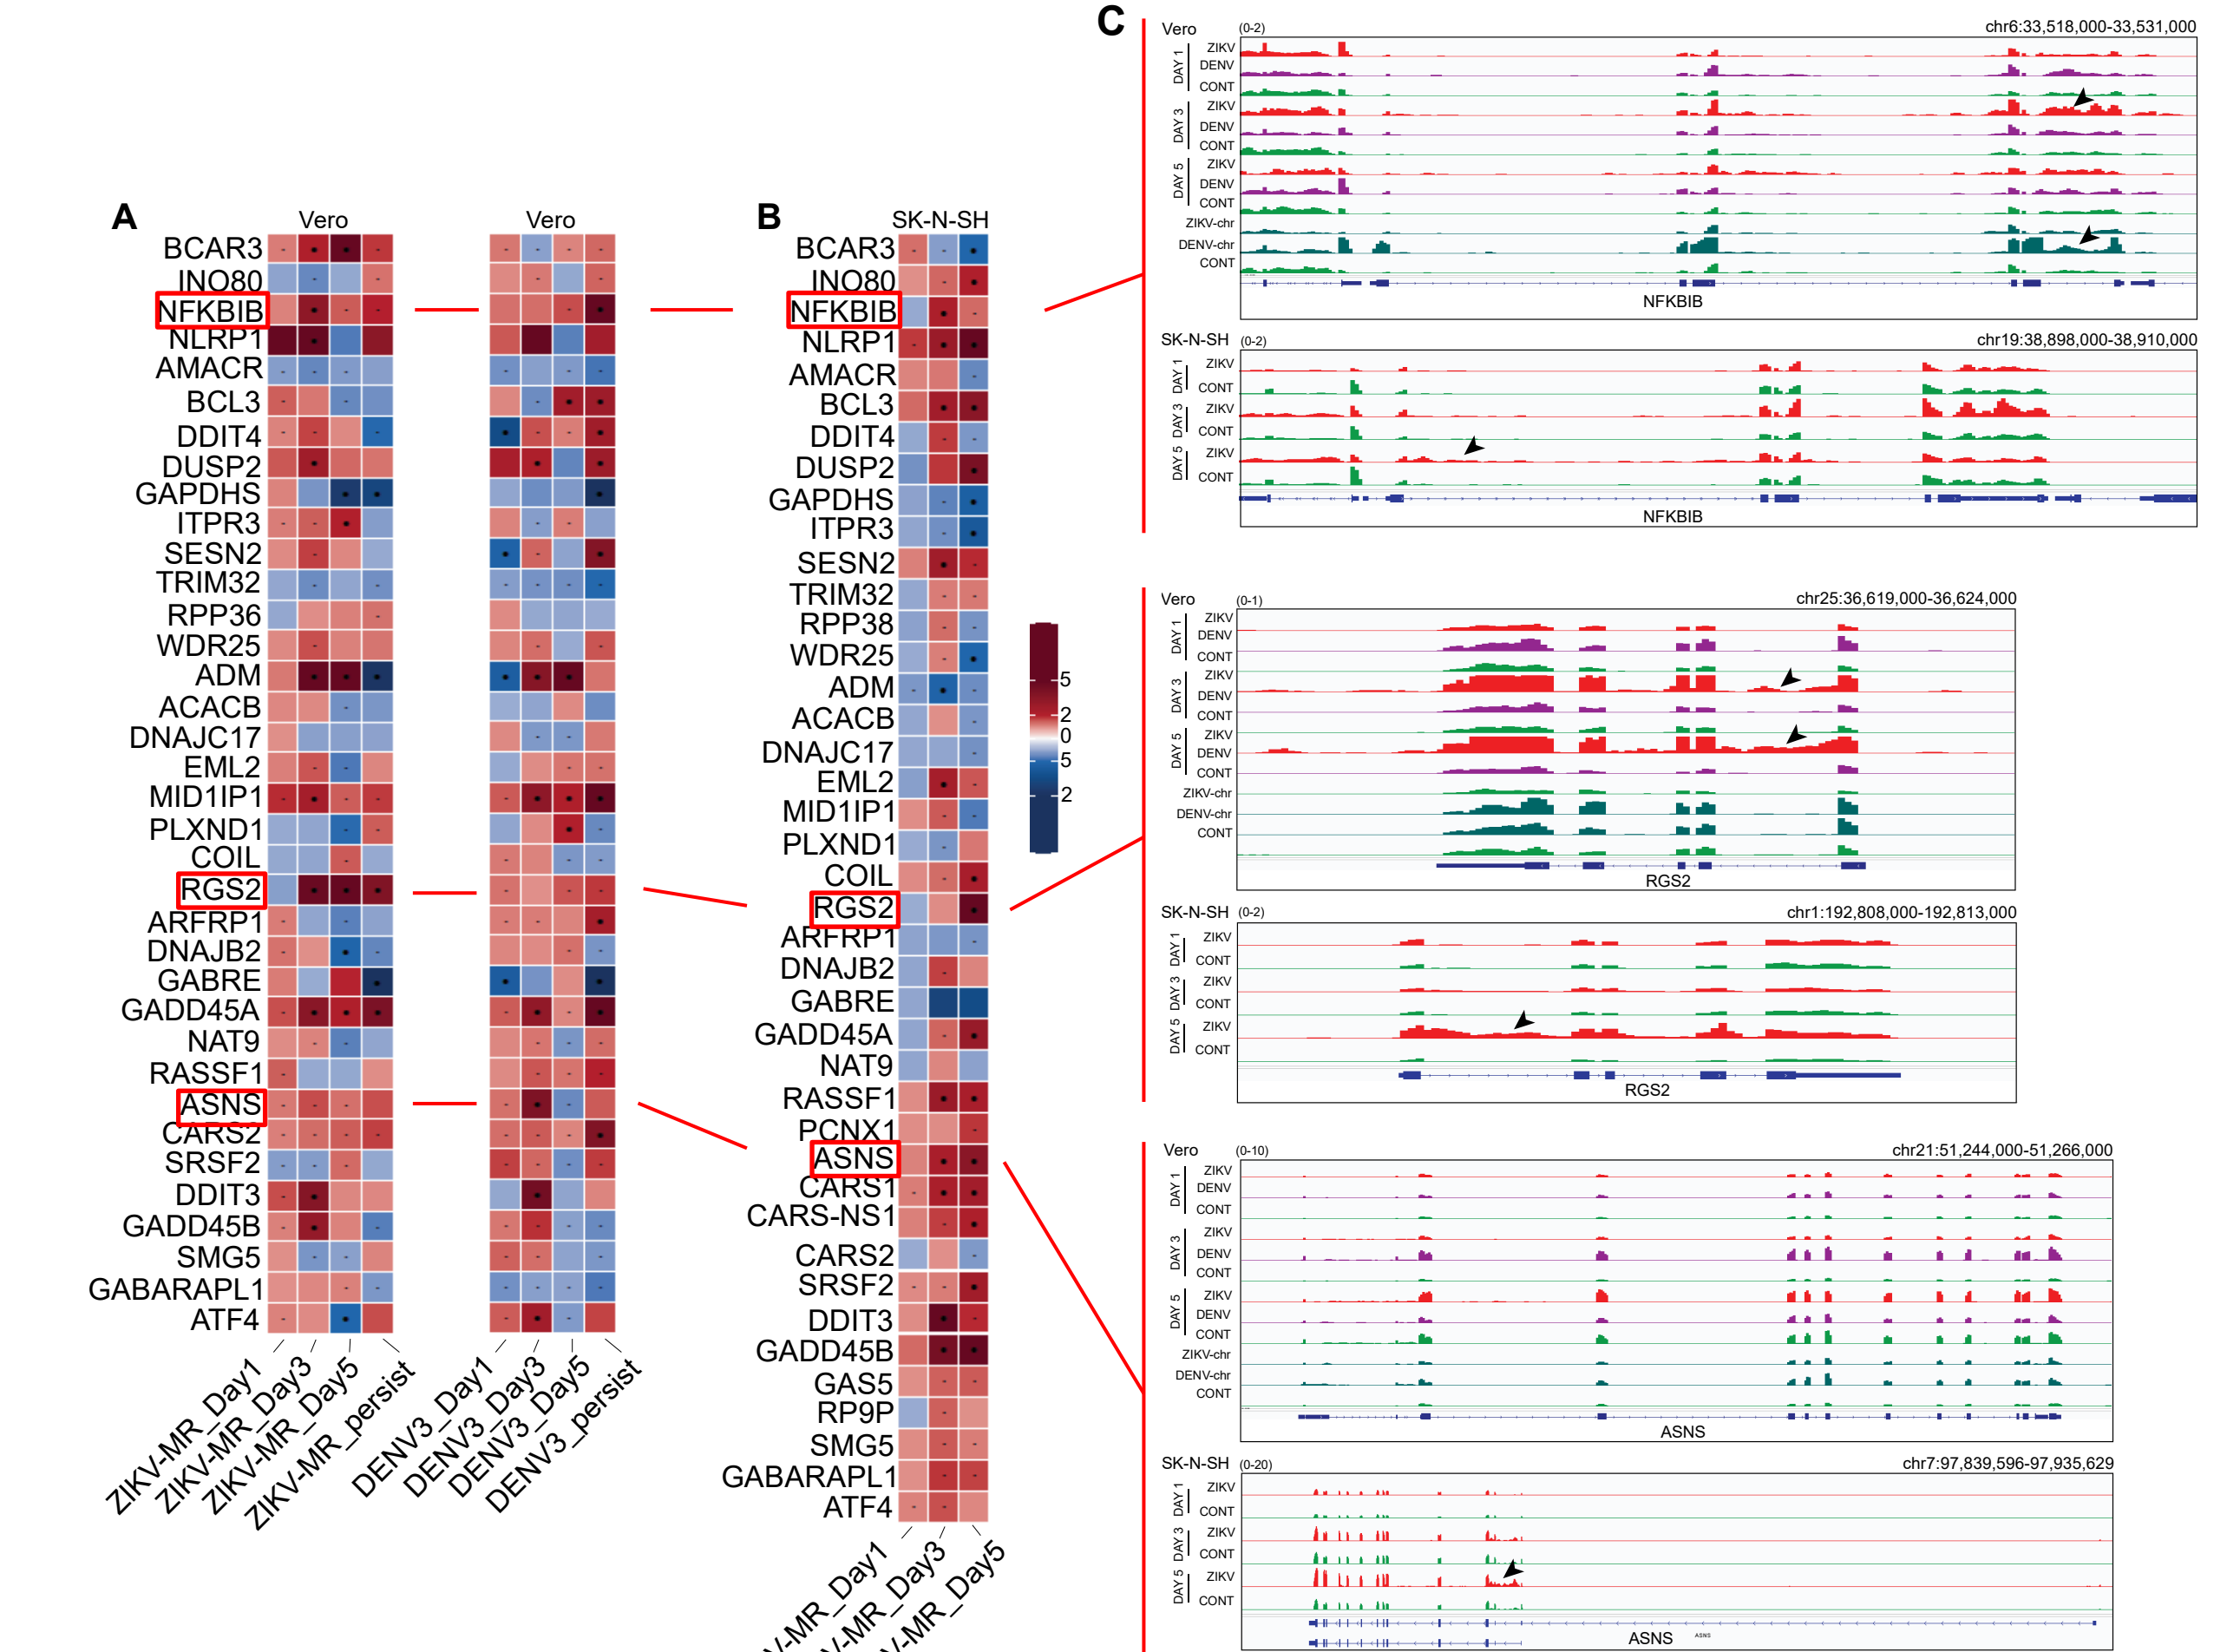 A
Vero
Vero
BCAR3
INO80
NFKBIB
NLRP1
AMACR
BCL3
DDIT4
DUSP2
GAPDHS
ITPR3
SESN2
TRIM32
RPP36
WDR25
ADM
ACACB
DNAJC17
EML2
MID1IP1
PLXND1
COIL
RGS2
ARFRP1
DNAJB2
GABRE
GADD45A
NAT9
RASSF1
ASNS
CARS2
SRSF2
DDIT3
GADD45B
SMG5
GABARAPL1
ATF4
ZIKV-MR_Day1
ZIKV-MR_Day3
ZIKV-MR_Day5
ZIKV-MR_persist
DENV3_Day1
DENV3_Day3
DENV3_Day5
DENV3_persist
B
SK-N-SH
BCAR3
INO80
NFKBIB
NLRP1
AMACR
BCL3
DDIT4
DUSP2
GAPDHS
ITPR3
SESN2
TRIM32
RPP38
WDR25
ADM
ACACB
DNAJC17
EML2
MID1IP1
PLXND1
COIL
RGS2
ARFRP1
DNAJB2
GABRE
GADD45A
NAT9
RASSF1
PCNX1
ASNS
CARS1
CARS-NS1
CARS2
SRSF2
DDIT3
GADD45B
GAS5
RP9P
SMG5
GABARAPL1
ATF4
V-MR_Day1
V-MR_Day3
V-MR_Day5
5
2
0
5
2
C
Vero (0-2) chr6:33,518,000-33,531,000
DAY 1
ZIKV
DENV
CONT
DAY 3
ZIKV
DENV
CONT
DAY 5
ZIKV
DENV
CONT
ZIKV-chr
DENV-chr
CONT
NFKBIB
SK-N-SH (0-2) chr19:38,898,000-38,910,000
DAY 1
ZIKV
CONT
DAY 3
ZIKV
CONT
DAY 5
ZIKV
CONT
NFKBIB
Vero (0-1) chr25:36,619,000-36,624,000
DAY 1
ZIKV
DENV
CONT
DAY 3
ZIKV
DENV
CONT
DAY 5
ZIKV
DENV
CONT
ZIKV-chr
DENV-chr
CONT
RGS2
SK-N-SH (0-2) chr1:192,808,000-192,813,000
DAY 1
ZIKV
CONT
DAY 3
ZIKV
CONT
DAY 5
ZIKV
CONT
RGS2
Vero (0-10) chr21:51,244,000-51,266,000
DAY 1
ZIKV
DENV
CONT
DAY 3
ZIKV
DENV
CONT
DAY 5
ZIKV
DENV
CONT
ZIKV-chr
DENV-chr
CONT
ASNS
SK-N-SH (0-20) chr7:97,839,596-97,935,629
DAY 1
ZIKV
CONT
DAY 3
ZIKV
CONT
DAY 5
ZIKV
CONT
ASNS ASNS